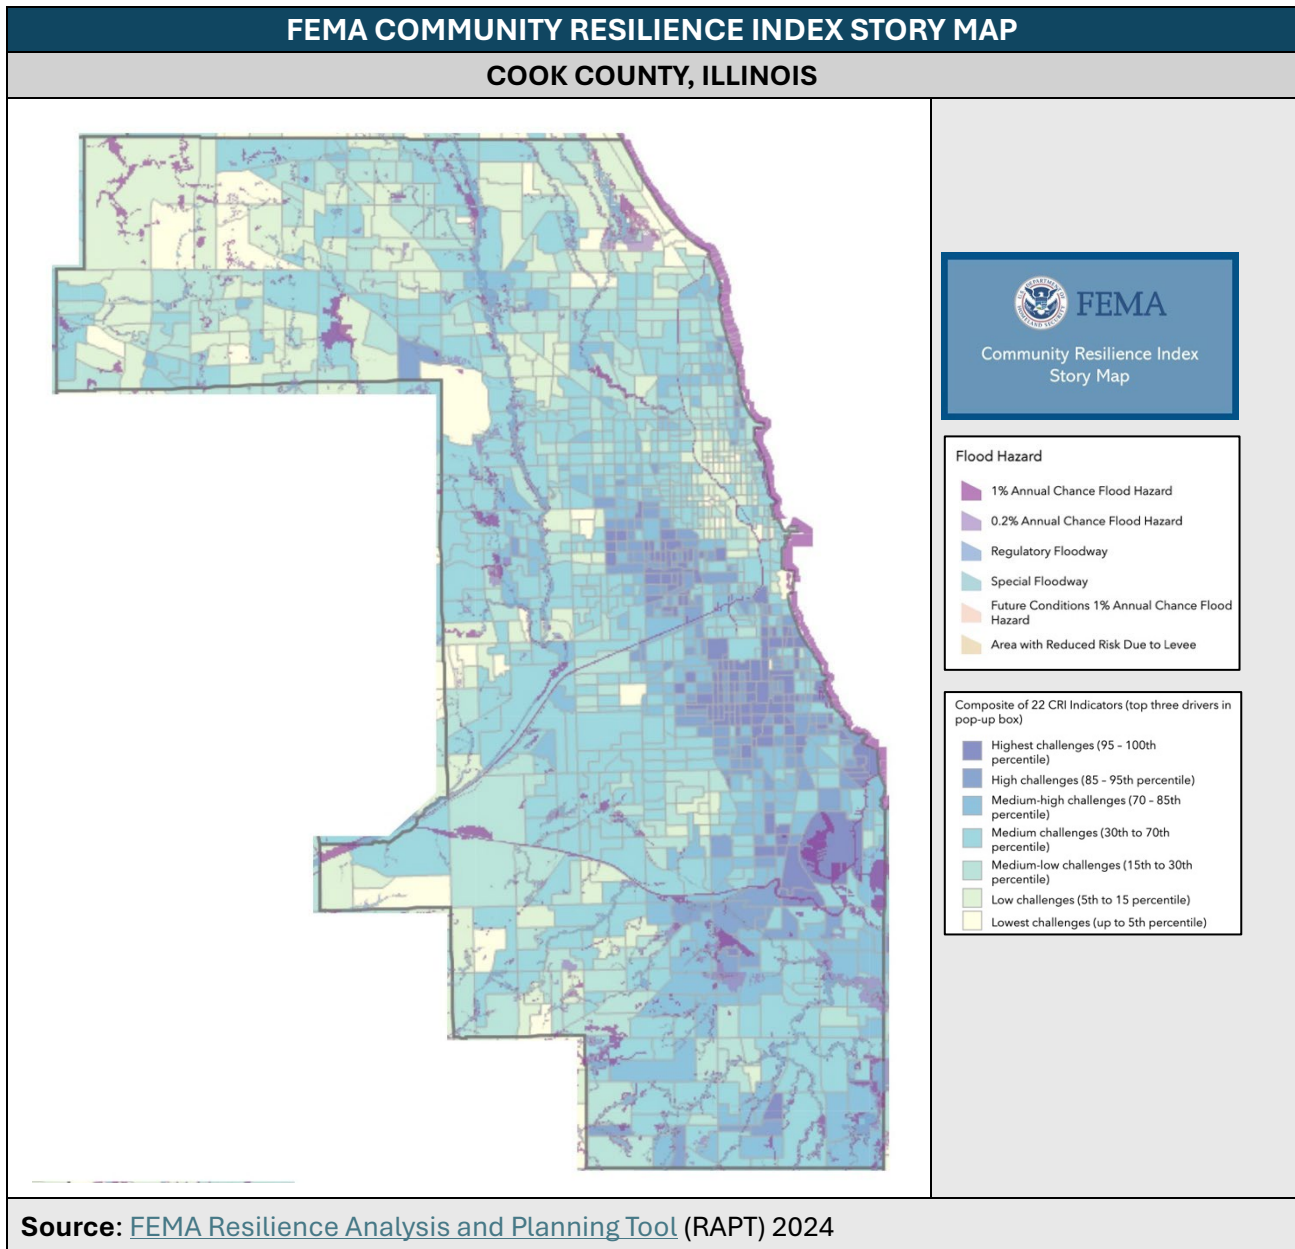 FEMA COMMUNITY RESILIENCE INDEX STORY MAP
COOK COUNTY, ILLINOIS
U.S. DEPARTMENT OF
HOMELAND SECURITY
FEMA
Community Resilience Index
Story Map
Flood Hazard
1% Annual Chance Flood Hazard
0.2% Annual Chance Flood Hazard
Regulatory Floodway
Special Floodway
Future Conditions 1% Annual Chance Flood
Hazard
Area with Reduced Risk Due to Levee
Composite of 22 CRI Indicators (top three drivers in
pop-up box)
Highest challenges (95 - 100th
percentile)
High challenges (85 - 95th percentile)
Medium-high challenges (70 - 85th
percentile)
Medium challenges (30th to 70th
percentile)
Medium-low challenges (15th to 30th
percentile)
Low challenges (5th to 15 percentile)
Lowest challenges (up to 5th percentile)
Source: FEMA Resilience Analysis and Planning Tool (RAPT) 2024